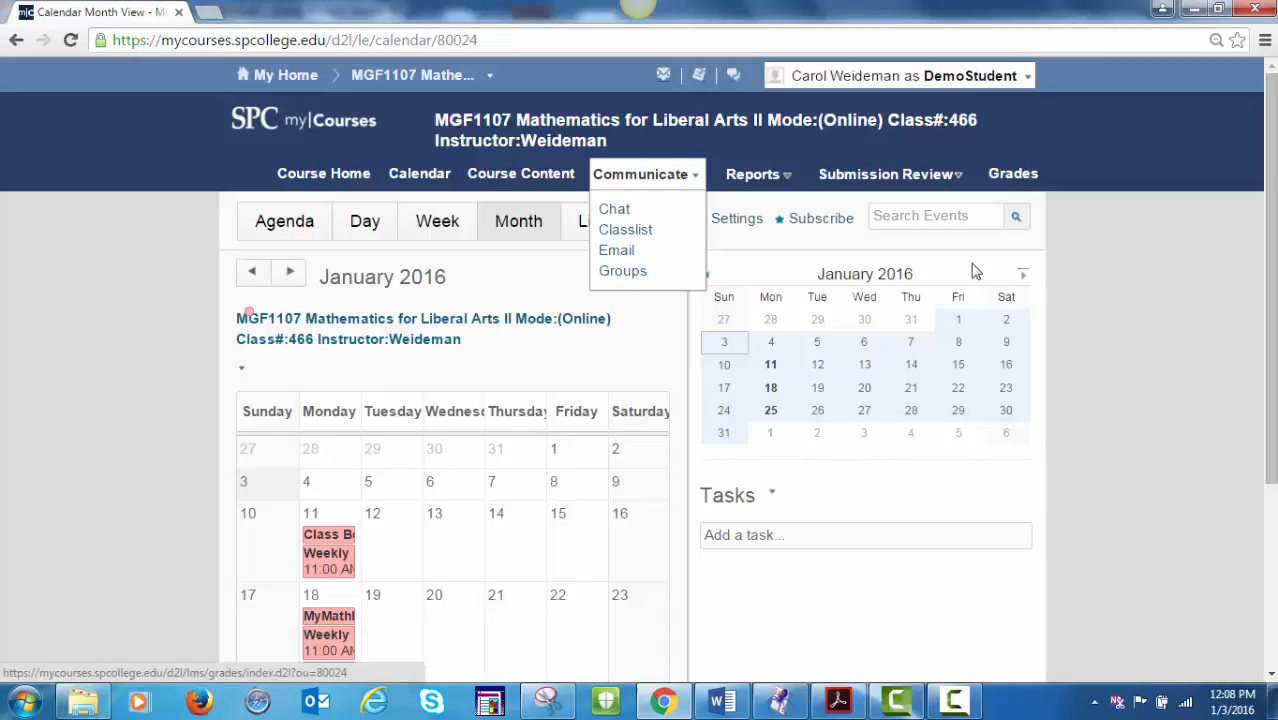 Calendar Month View - M
https://mycourses.spcollege.edu/d2l/le/calendar/80024
My Home MGF1107 Mathe... Carol Weideman as DemoStudent
SPC my|Courses
MGF1107 Mathematics for Liberal Arts II Mode:(Online) Class#:466
Instructor:Weideman
Course Home Calendar Course Content Communicate Reports Submission Review Grades
Chat
Classlist
Email
Groups
Agenda Day Week Month Li Settings Subscribe Search Events
January 2016
MGF1107 Mathematics for Liberal Arts II Mode:(Online)
Class#:466 Instructor:Weideman
Sunday Monday Tuesday Wednes Thursday Friday Saturday
27 28 29 30 31 1 2
3 4 5 6 7 8 9
10 11 12 13 14 15 16
Class B
Weekly
11:00 AM
17 18 19 20 21 22 23
MyMath
Weekly
11:00 AM
January 2016
Sun Mon Tue Wed Thu Fri Sat
27 28 29 30 31 1 2
3 4 5 6 7 8 9
10 11 12 13 14 15 16
17 18 19 20 21 22 23
24 25 26 27 28 29 30
31 1 2 3 4 5 6
Tasks
Add a task...
https://mycourses.spcollege.edu/d2l/lms/grades/index.d2l?ou=80024
12:08 PM
1/3/2016